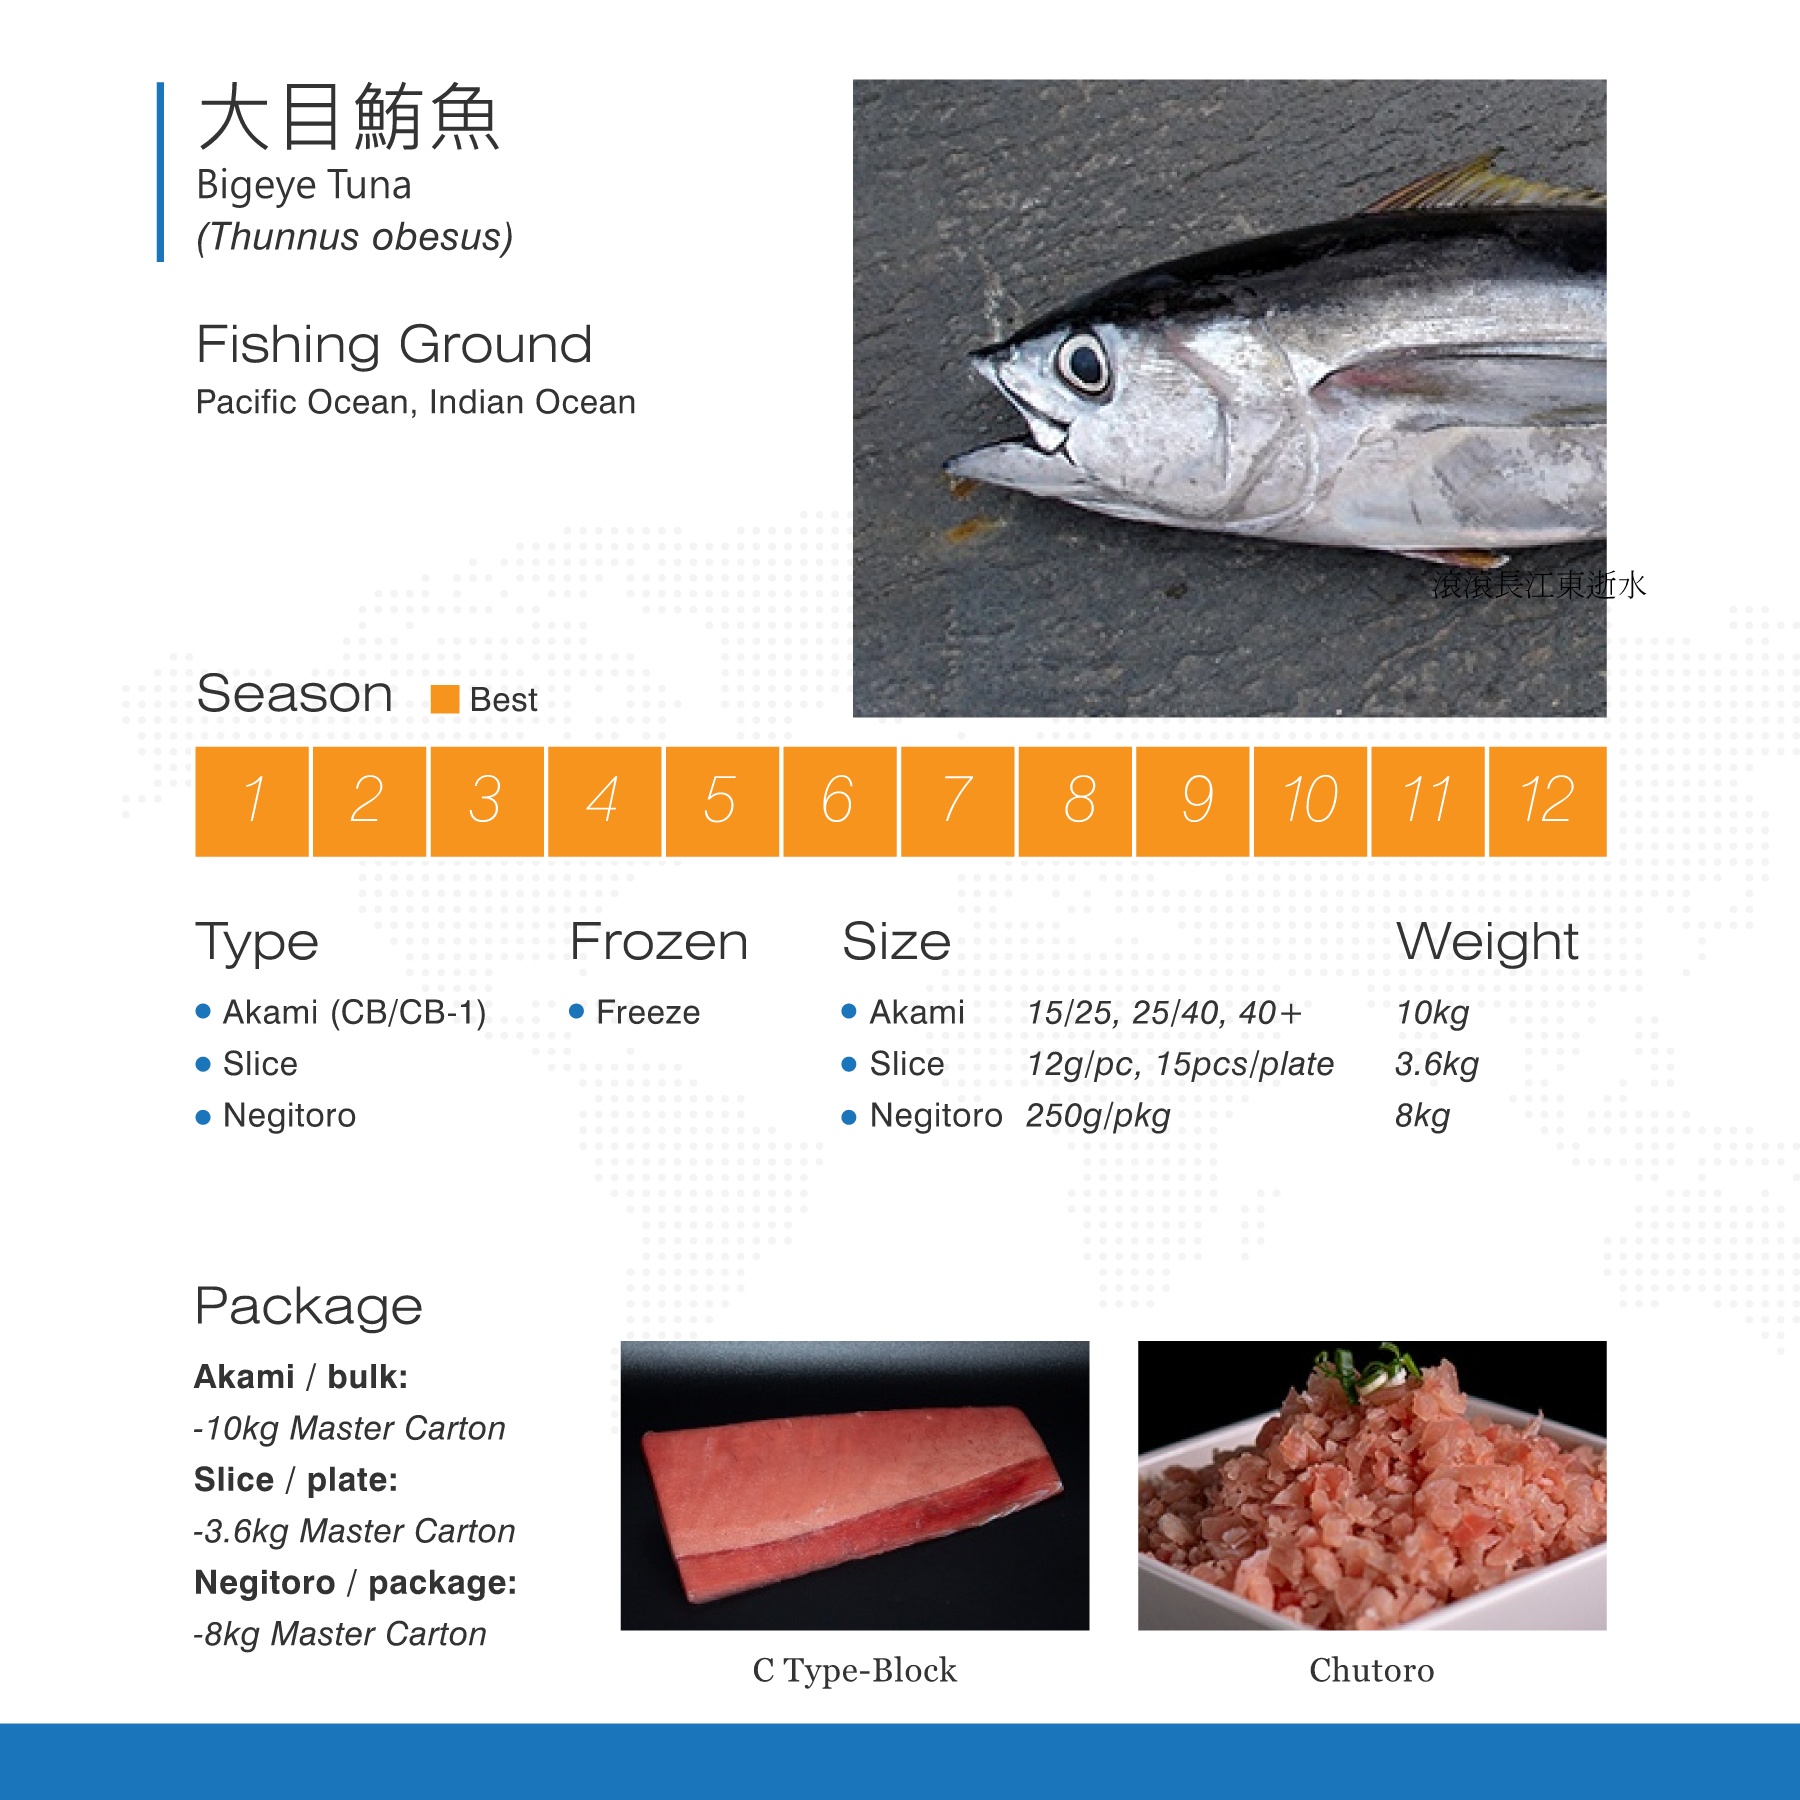 大目鮪魚
Bigeye Tuna
(Thunnus obesus)
Fishing Ground
Pacific Ocean, Indian Ocean
滾滾長江東逝水
Season Best
1 2 3 4 5 6 7 8 9 10 11 12
Type Frozen Size Weight
Akami (CB/CB-1) Freeze Akami 15/25, 25/40, 40+ 10kg
Slice Slice 12g/pc, 15pcs/plate 3.6kg
Negitoro Negitoro 250g/pkg 8kg
Package
Akami / bulk:
-10kg Master Carton
Slice / plate:
-3.6kg Master Carton
Negitoro / package:
-8kg Master Carton
C Type-Block
Chutoro